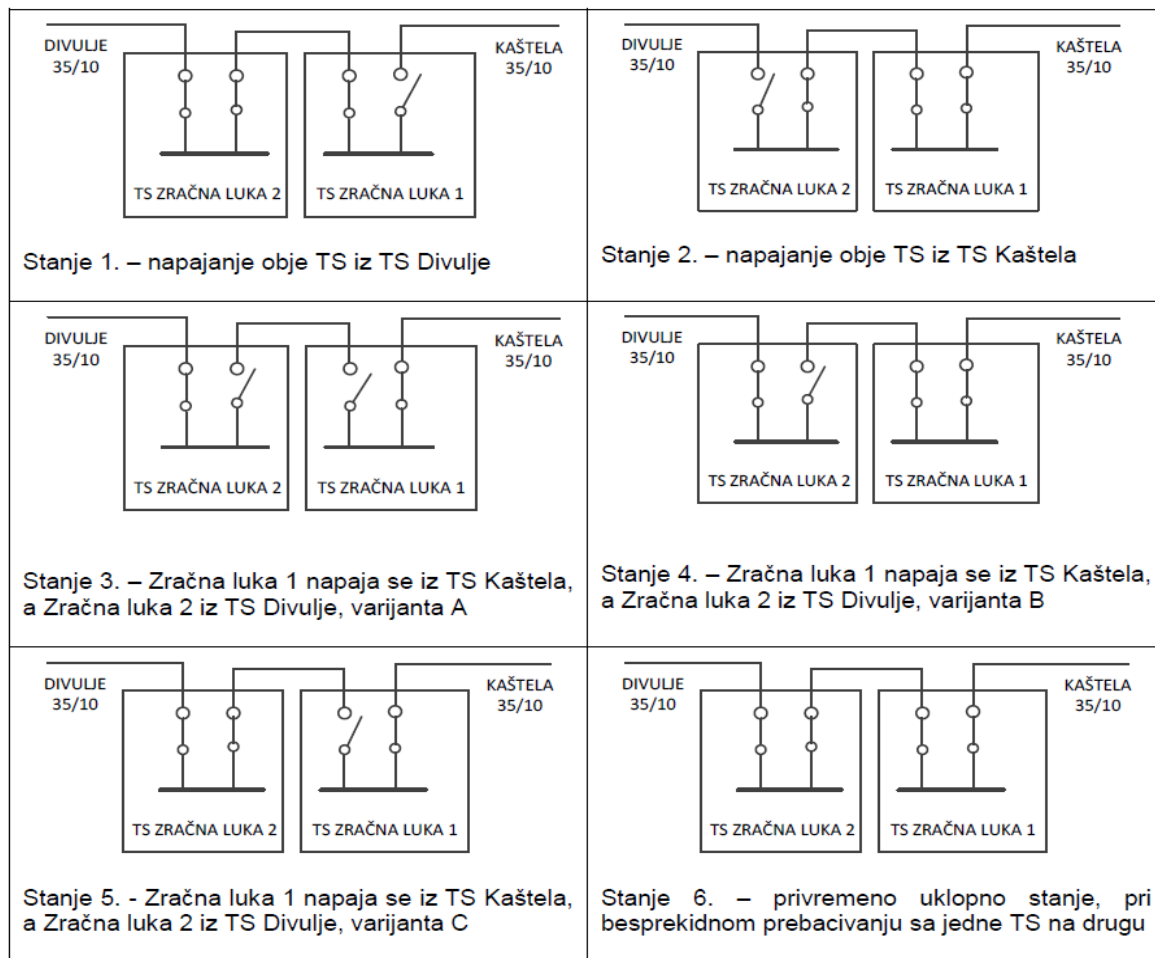 DIVULJE
35/10
KAŠTELA
35/10
TS ZRAČNA LUKA 2
TS ZRAČNA LUKA 1
Stanje 1. – napajanje obje TS iz TS Divulje
DIVULJE
35/10
KAŠTELA
35/10
TS ZRAČNA LUKA 2
TS ZRAČNA LUKA 1
Stanje 2. – napajanje obje TS iz TS Kaštela
DIVULJE
35/10
KAŠTELA
35/10
TS ZRAČNA LUKA 2
TS ZRAČNA LUKA 1
Stanje 3. – Zračna luka 1 napaja se iz TS Kaštela,
a Zračna luka 2 iz TS Divulje, varijanta A
DIVULJE
35/10
KAŠTELA
35/10
TS ZRAČNA LUKA 2
TS ZRAČNA LUKA 1
Stanje 4. – Zračna luka 1 napaja se iz TS Kaštela,
a Zračna luka 2 iz TS Divulje, varijanta B
DIVULJE
35/10
KAŠTELA
35/10
TS ZRAČNA LUKA 2
TS ZRAČNA LUKA 1
Stanje 5. - Zračna luka 1 napaja se iz TS Kaštela,
a Zračna luka 2 iz TS Divulje, varijanta C
DIVULJE
35/10
KAŠTELA
35/10
TS ZRAČNA LUKA 2
TS ZRAČNA LUKA 1
Stanje 6. – privremeno uklopno stanje, pri
besprekidnom prebacivanju sa jedne TS na drugu